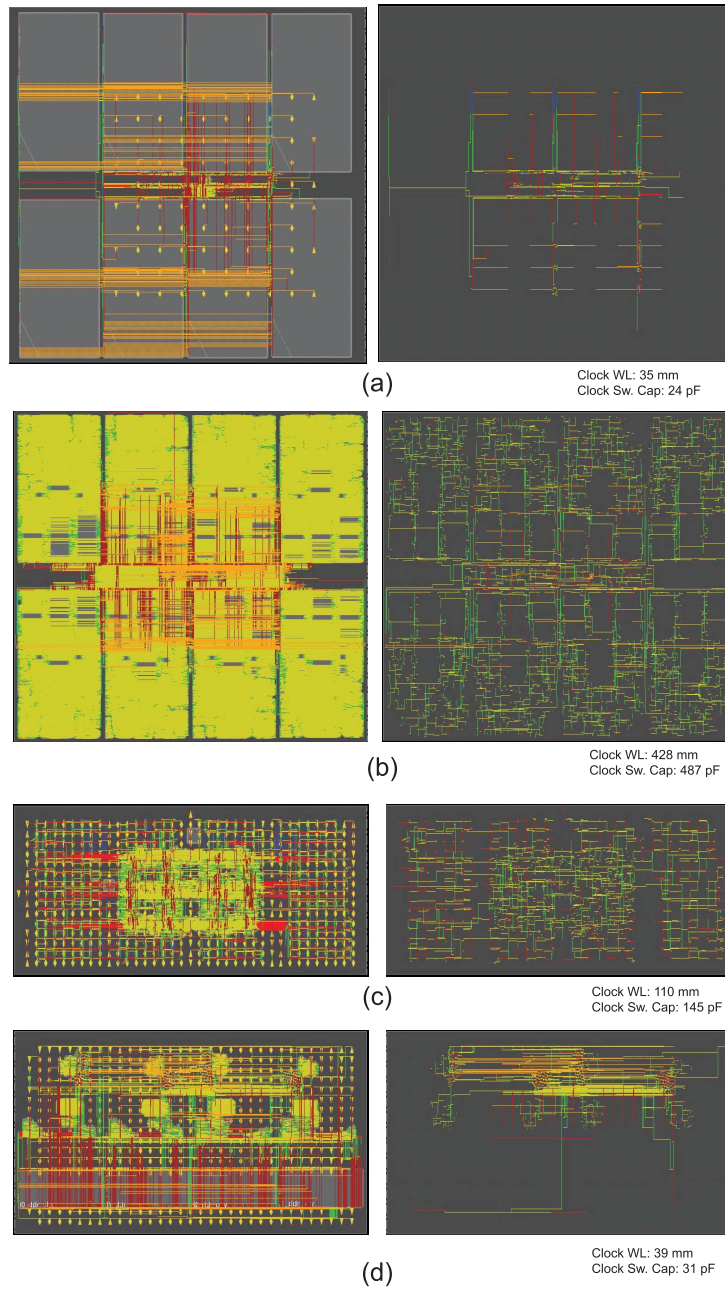 (a)
Clock WL: 35 mm
Clock Sw. Cap: 24 pF
(b)
Clock WL: 428 mm
Clock Sw. Cap: 487 pF
(c)
Clock WL: 110 mm
Clock Sw. Cap: 145 pF
(d)
Clock WL: 39 mm
Clock Sw. Cap: 31 pF